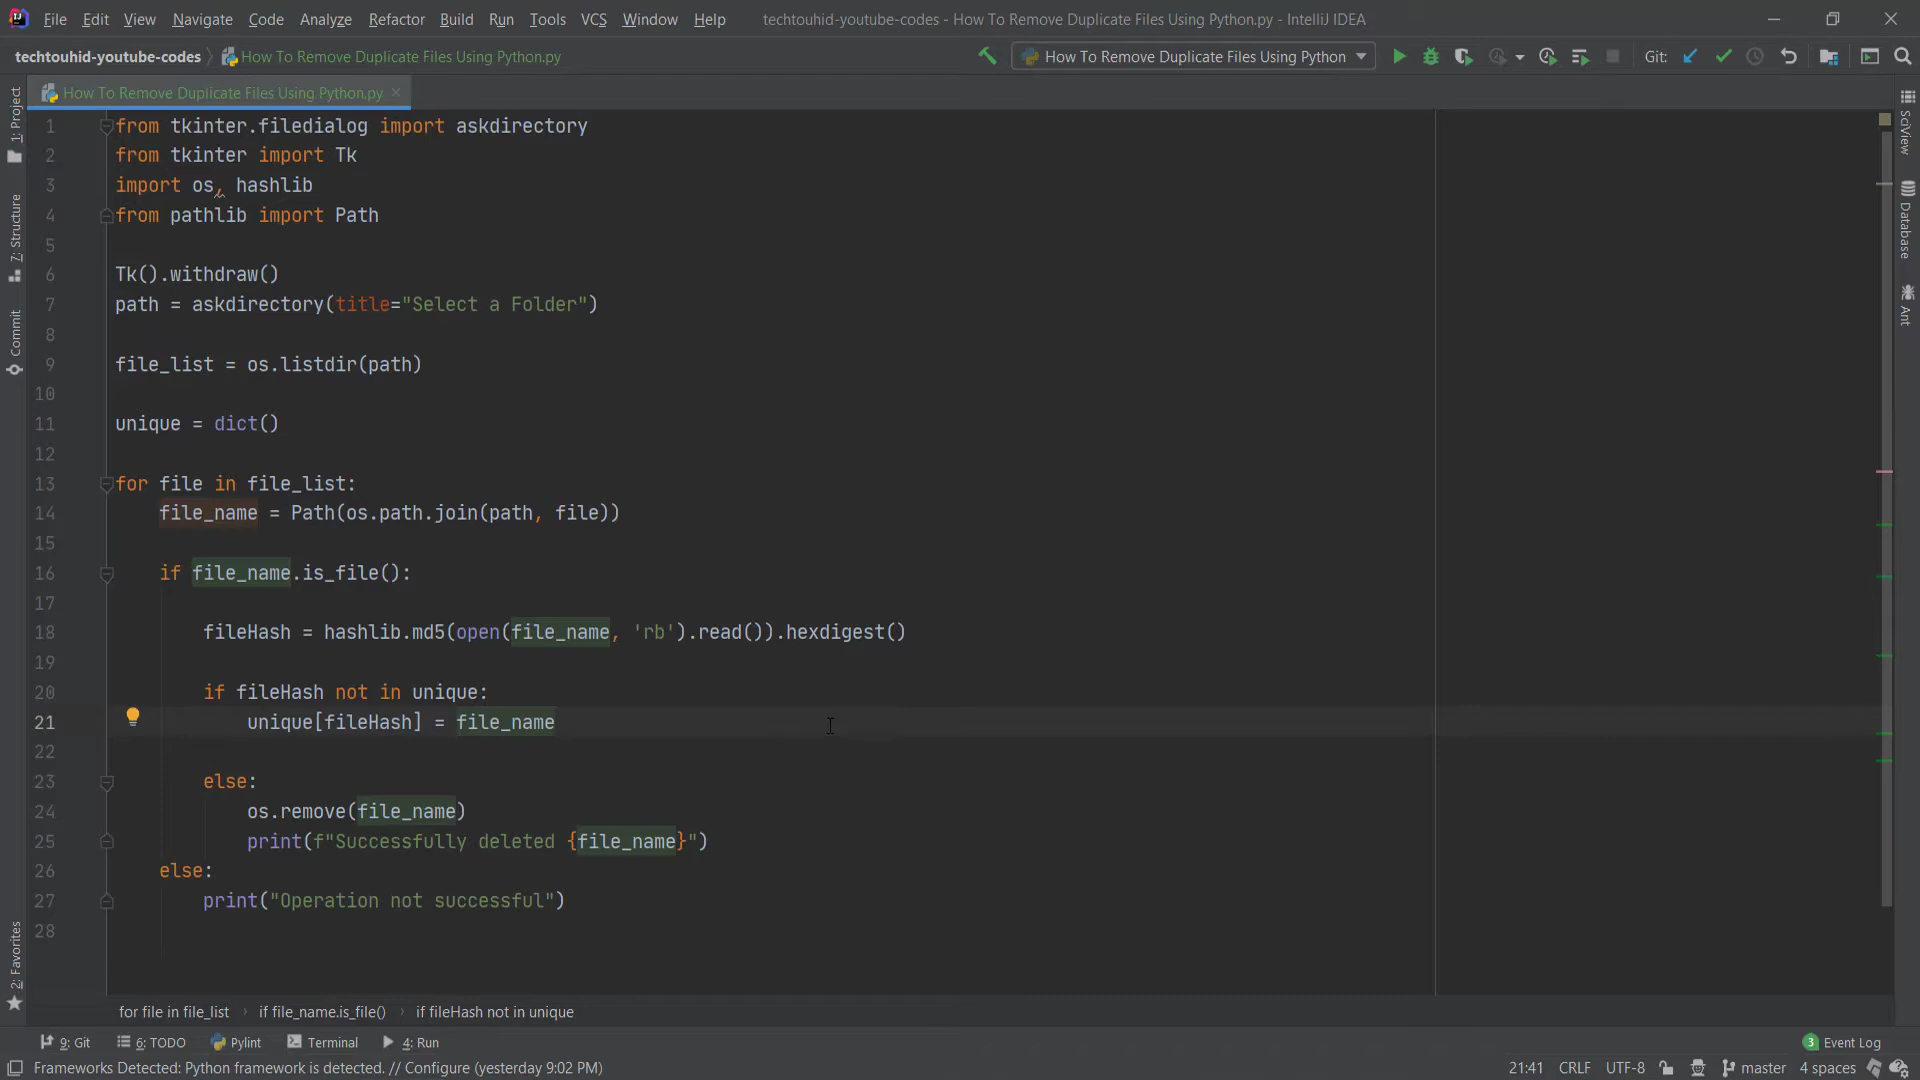 File Edit View Navigate Code Analyze Refactor Build Run Tools VCS Window Help techtouhid-youtube-codes - How To Remove Duplicate Files Using Python.py - IntelliJ IDEA
techtouhid-youtube-codes How To Remove Duplicate Files Using Python.py How To Remove Duplicate Files Using Python Git:
How To Remove Duplicate Files Using Python.py
1 from tkinter.filedialog import askdirectory
2 from tkinter import Tk
3 import os, hashlib
4 from pathlib import Path
5
6 Tk().withdraw()
7 path = askdirectory(title="Select a Folder")
8
9 file_list = os.listdir(path)
10
11 unique = dict()
12
13 for file in file_list:
14 file_name = Path(os.path.join(path, file))
15
16 if file_name.is_file():
17
18 fileHash = hashlib.md5(open(file_name, 'rb').read()).hexdigest()
19
20 if fileHash not in unique:
21 unique[fileHash] = file_name
22
23 else:
24 os.remove(file_name)
25 print(f"Successfully deleted {file_name}")
26 else:
27 print("Operation not successful")
28
1: Project
7: Structure
Commit
2: Favorites
SciView
Database
Ant
for file in file_list › if file_name.is_file() › if fileHash not in unique
9: Git 6: TODO Pylint Terminal 4: Run 3 Event Log
Frameworks Detected: Python framework is detected. // Configure (yesterday 9:02 PM) 21:41 CRLF UTF-8 master 4 spaces